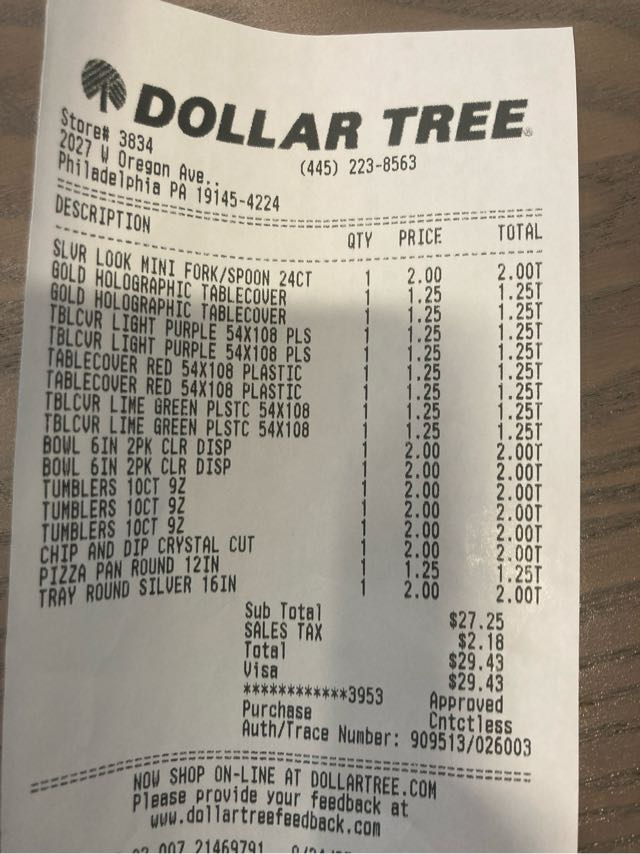 DOLLAR TREE
Store# 3834 (445) 223-8563
2027 W Oregon Ave..
Philadelphia PA 19145-4224
DESCRIPTION QTY PRICE TOTAL
SLVR LOOK MINI FORK/SPOON 24CT 1 2.00 2.00T
GOLD HOLOGRAPHIC TABLECOVER 1 1.25 1.25T
GOLD HOLOGRAPHIC TABLECOVER 1 1.25 1.25T
TBLCVR LIGHT PURPLE 54X108 PLS 1 1.25 1.25T
TBLCVR LIGHT PURPLE 54X108 PLS 1 1.25 1.25T
TABLECOVER RED 54X108 PLASTIC 1 1.25 1.25T
TABLECOVER RED 54X108 PLASTIC 1 1.25 1.25T
TBLCVR LIME GREEN PLSTC 54X108 1 1.25 1.25T
TBLCVR LIME GREEN PLSTC 54X108 1 1.25 1.25T
BOWL 6IN 2PK CLR DISP 1 2.00 2.00T
BOWL 6IN 2PK CLR DISP 1 2.00 2.00T
TUMBLERS 10CT 9Z 1 2.00 2.00T
TUMBLERS 10CT 9Z 1 2.00 2.00T
TUMBLERS 10CT 9Z 1 2.00 2.00T
CHIP AND DIP CRYSTAL CUT 1 2.00 2.00T
PIZZA PAN ROUND 12IN 1 1.25 1.25T
TRAY ROUND SILVER 16IN 1 2.00 2.00T
Sub Total $27.25
SALES TAX $2.18
Total $29.43
Visa $29.43
************3953 Approved
Purchase Cntctless
Auth/Trace Number: 909513/026003
NOW SHOP ON-LINE AT DOLLARTREE.COM
Please provide your feedback at
www.dollartreefeedback.com
007 21469791